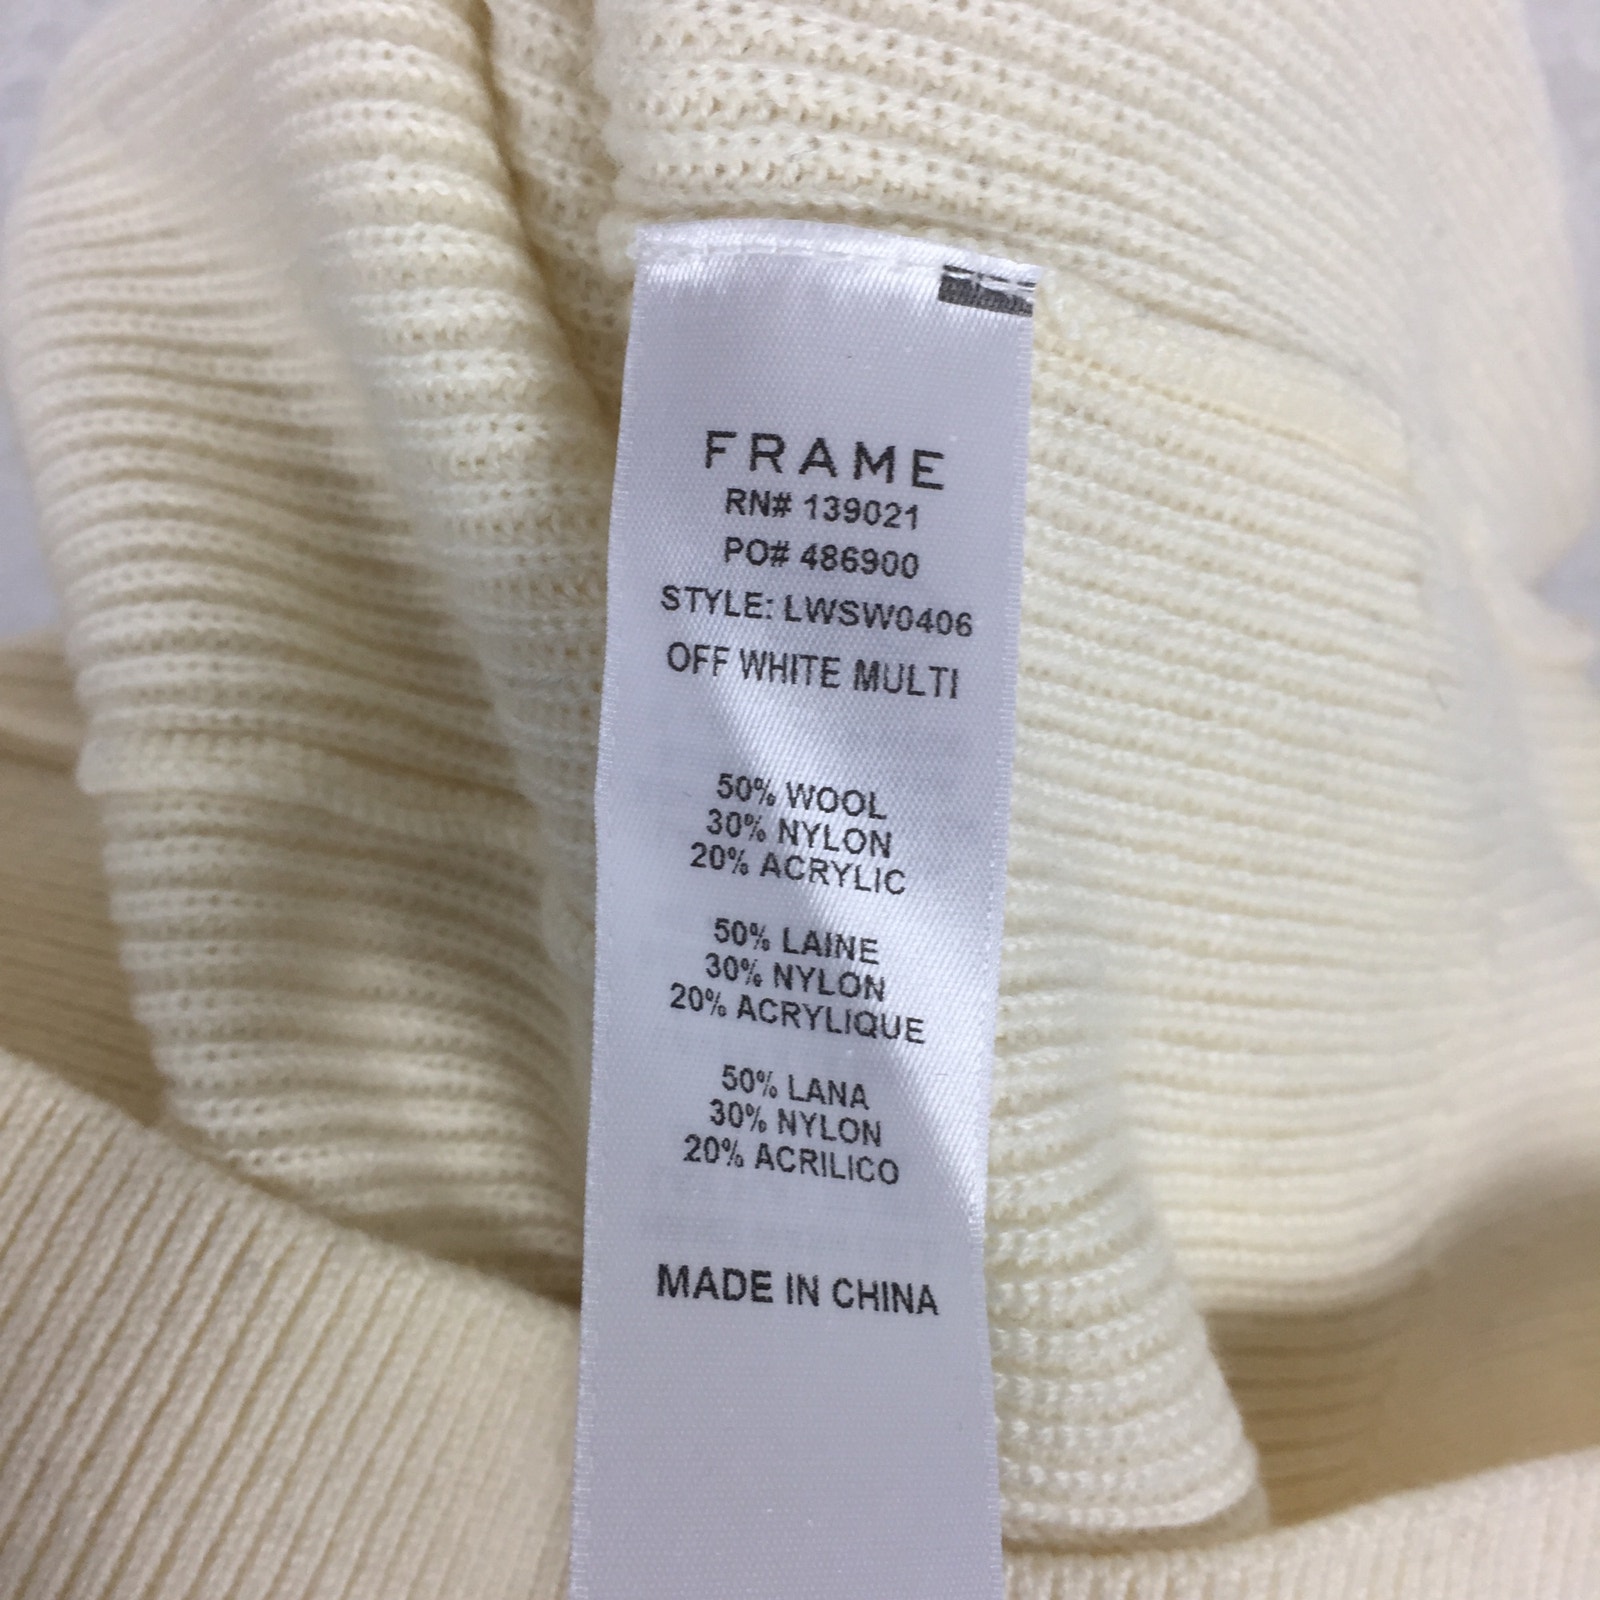 FRAME
RN# 139021
PO# 486900
STYLE: LWSW0406
OFF WHITE MULTI
50% WOOL
30% NYLON
20% ACRYLIC
50% LAINE
30% NYLON
20% ACRYLIQUE
50% LANA
30% NYLON
20% ACRILICO
MADE IN CHINA